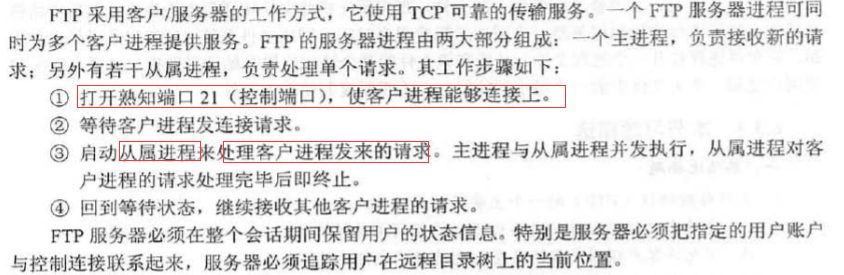 FTP 采用客户/服务器的工作方式，它使用 TCP 可靠的传输服务。一个 FTP 服务器进程可同
时为多个客户进程提供服务。FTP 的服务器进程由两大部分组成：一个主进程，负责接收新的请
求；另外有若干从属进程，负责处理单个请求。其工作步骤如下：
① 打开熟知端口 21（控制端口），使客户进程能够连接上。
② 等待客户进程发连接请求。
③ 启动从属进程来处理客户进程发来的请求。主进程与从属进程并发执行，从属进程对客
户进程的请求处理完毕后即终止。
④ 回到等待状态，继续接收其他客户进程的请求。
FTP 服务器必须在整个会话期间保留用户的状态信息。特别是服务器必须把指定的用户账户
与控制连接联系起来，服务器必须追踪用户在远程目录树上的当前位置。